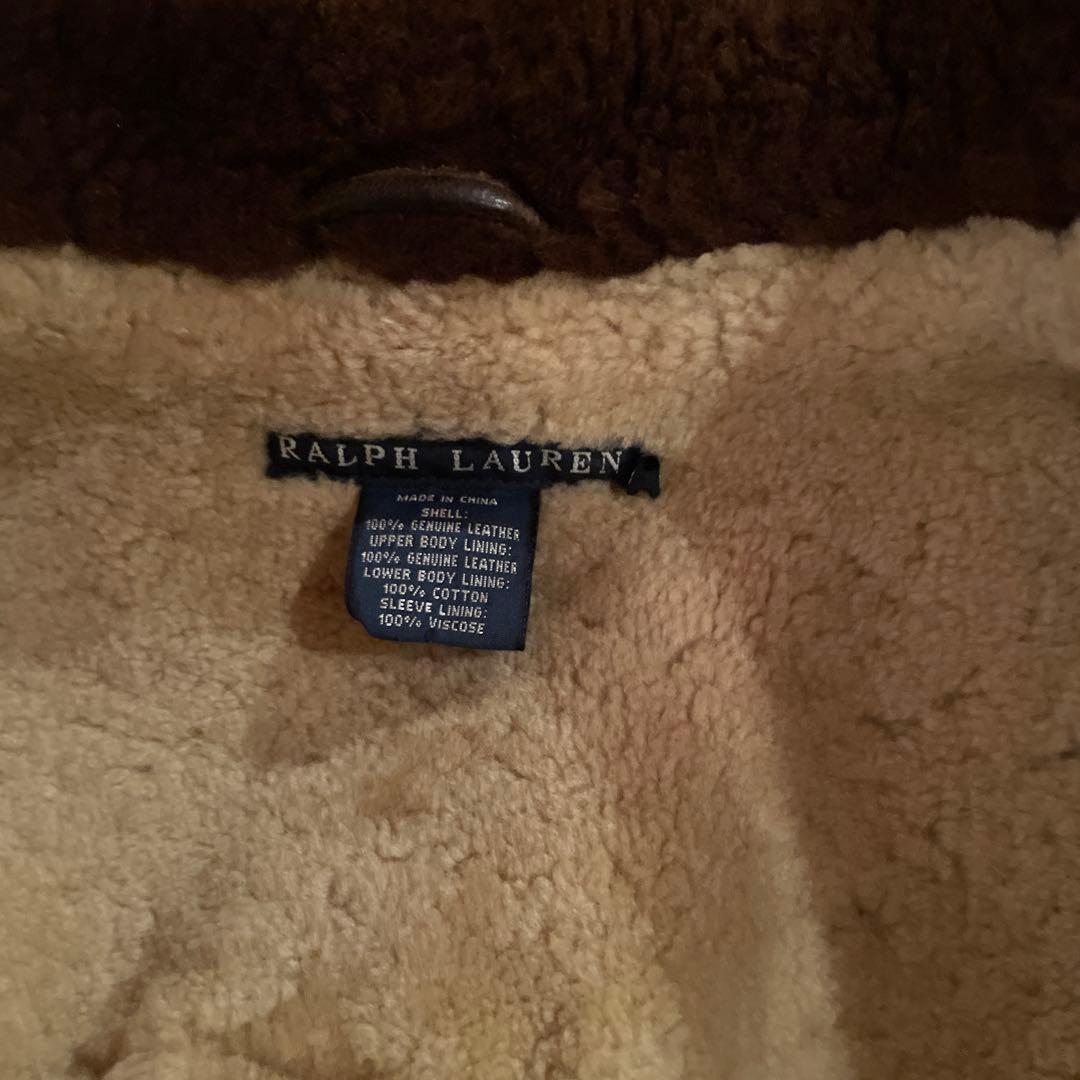 RALPH LAUREN
MADE IN CHINA
SHELL:
100% GENUINE LEATHER
UPPER BODY LINING:
100% GENUINE LEATHER
LOWER BODY LINING:
100% COTTON
SLEEVE LINING:
100% VISCOSE